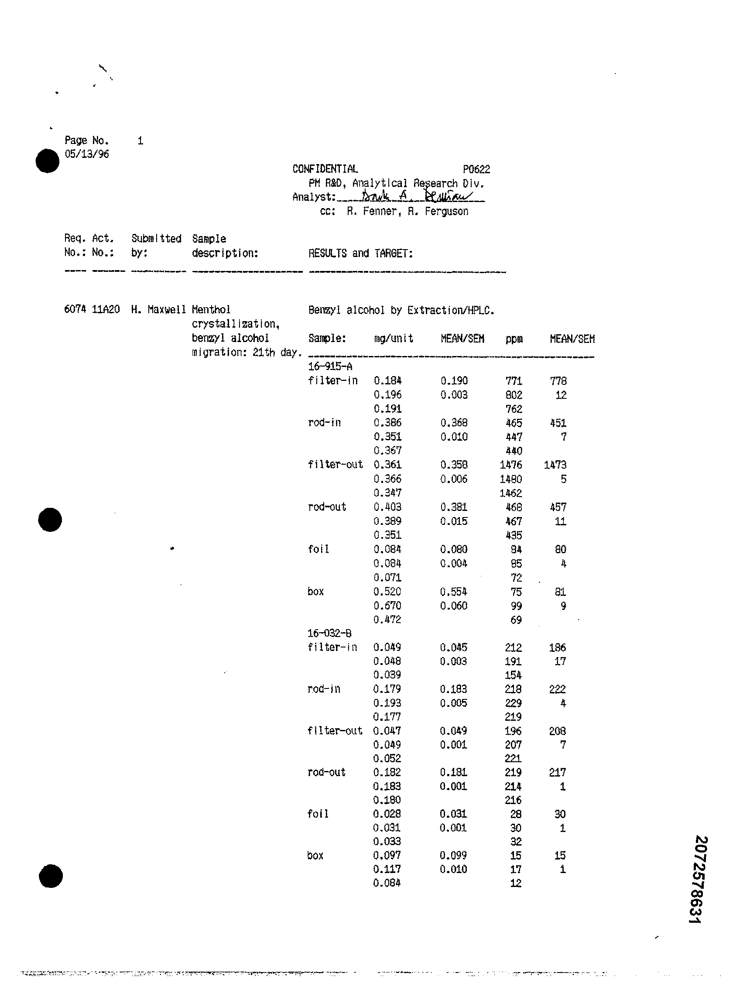 Page No. 1
05/13/96
CONFIDENTIAL P0622
PM R&D, Analytical Research Div.
Analyst:
cc: R. Fenner, R. Ferguson
Req. Act. Submitted Sample
No.: No.: by: description: RESULTS and TARGET:
6074 11A20 H. Maxwell Menthol Benzyl alcohol by Extraction/HPLC.
crystallization,
benzyl alcohol Sample: mg/unit MEAN/SEM ppm MEAN/SEM
migration: 21th day.
16-915-A
filter-in 0.184 0.190 771 778
0.196 0.003 802 12
0.191 762
rod-in 0.386 0.368 465 451
0.351 0.010 447 7
0.367 440
filter-out 0.361 0.358 1476 1473
0.366 0.006 1480 5
0.347 1462
rod-out 0.403 0.381 468 457
0.389 0.015 467 11
0.351 435
foil 0.084 0.080 84 80
0.084 0.004 85 4
0.071 72
box 0.520 0.554 75 81
0.670 0.060 99 9
0.472 69
16-032-B
filter-in 0.049 0.045 212 186
0.048 0.003 191 17
0.039 154
rod-in 0.179 0.183 218 222
0.193 0.005 229 4
0.177 219
filter-out 0.047 0.049 196 208
0.049 0.001 207 7
0.052 221
rod-out 0.182 0.181 219 217
0.183 0.001 214 1
0.180 216
foil 0.028 0.031 28 30
0.031 0.001 30 1
0.033 32
box 0.097 0.099 15 15
0.117 0.010 17 1
0.084 12
2072578631